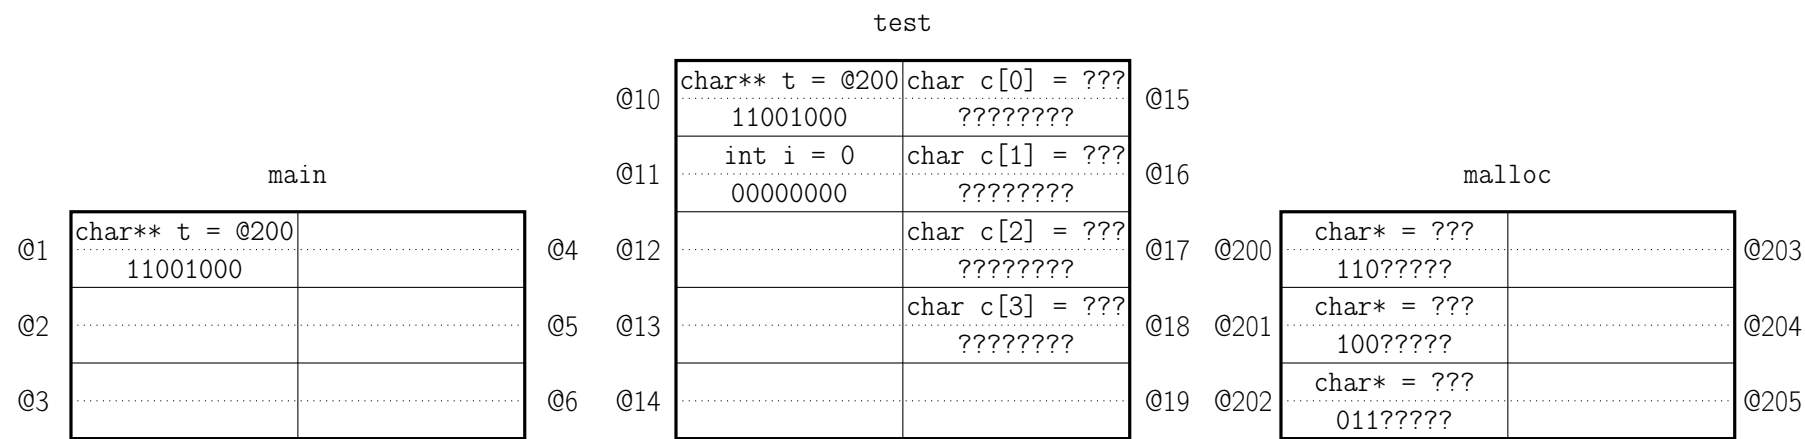 test
@10 char** t = @200 char c[0] = ??? @15
11001000 ????????
@11 int i = 0 char c[1] = ??? @16
00000000 ????????
@12 char c[2] = ??? @17
????????
@13 char c[3] = ??? @18
????????
@14 @19
main
@1 char** t = @200 @4
11001000
@2 @5
@3 @6
malloc
@200 char* = ??? @203
110?????
@201 char* = ??? @204
100?????
@202 char* = ??? @205
011?????